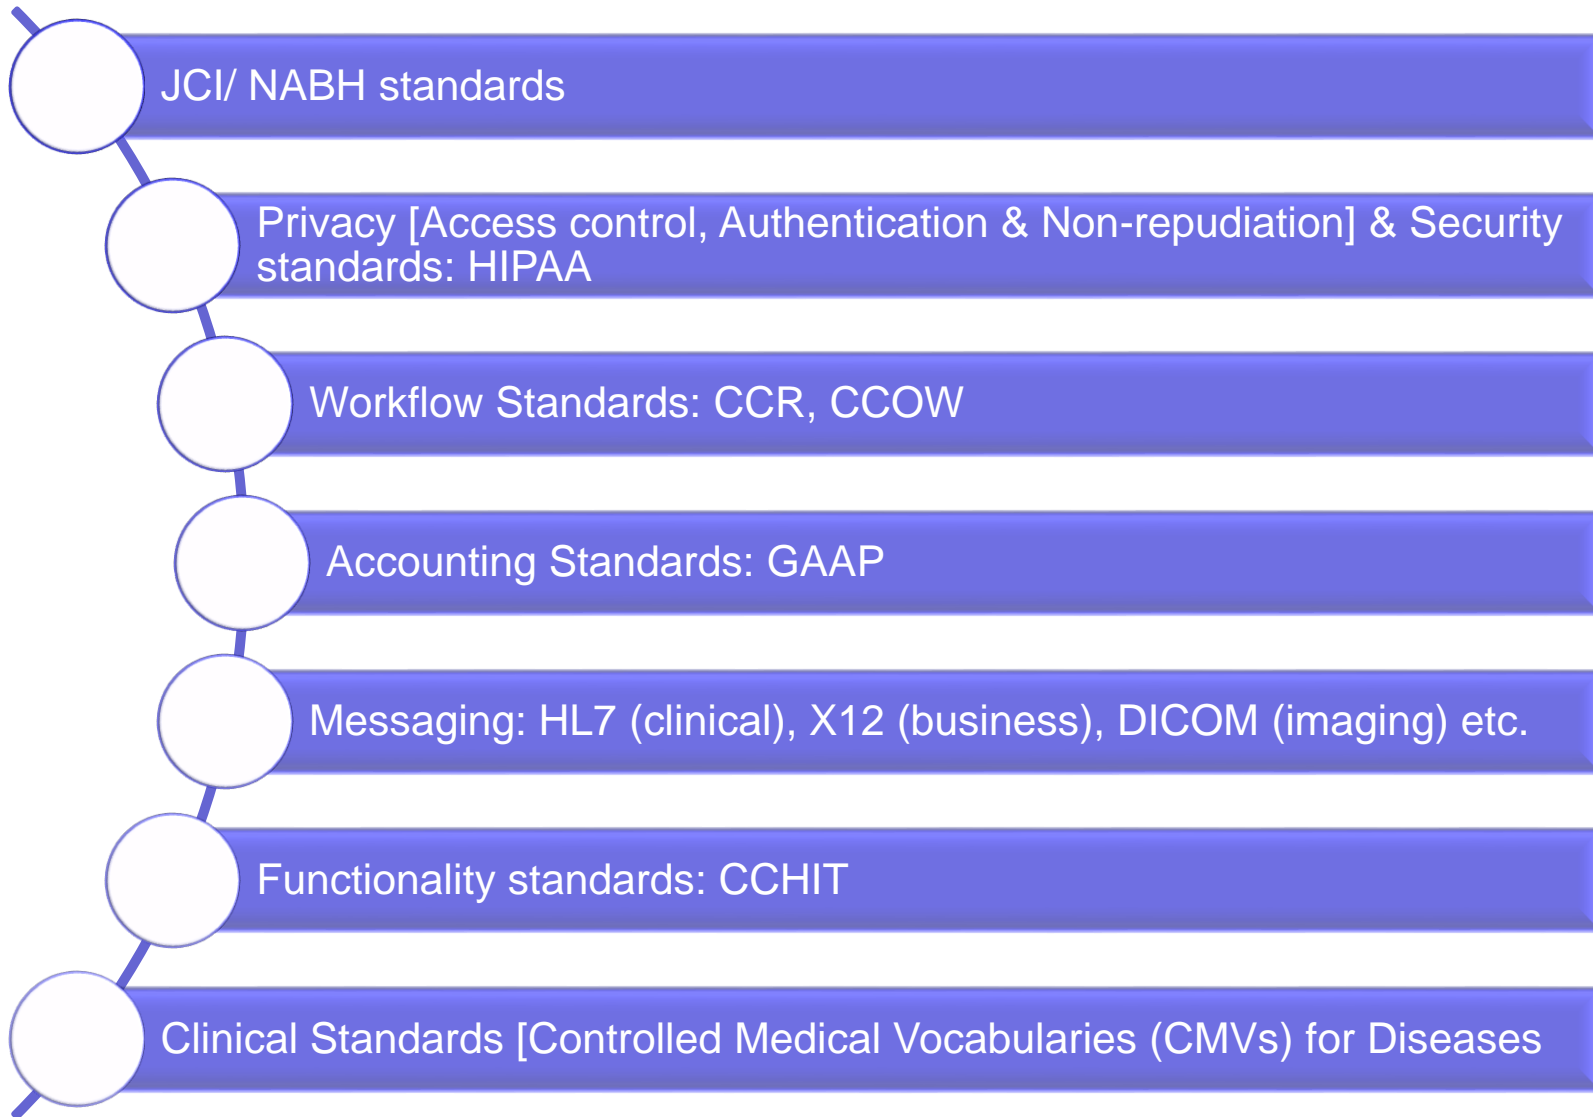 JCI/ NABH standards
Privacy [Access control, Authentication & Non-repudiation] & Security
standards: HIPAA
Workflow Standards: CCR, CCOW
Accounting Standards: GAAP
Messaging: HL7 (clinical), X12 (business), DICOM (imaging) etc.
Functionality standards: CCHIT
Clinical Standards [Controlled Medical Vocabularies (CMVs) for Diseases